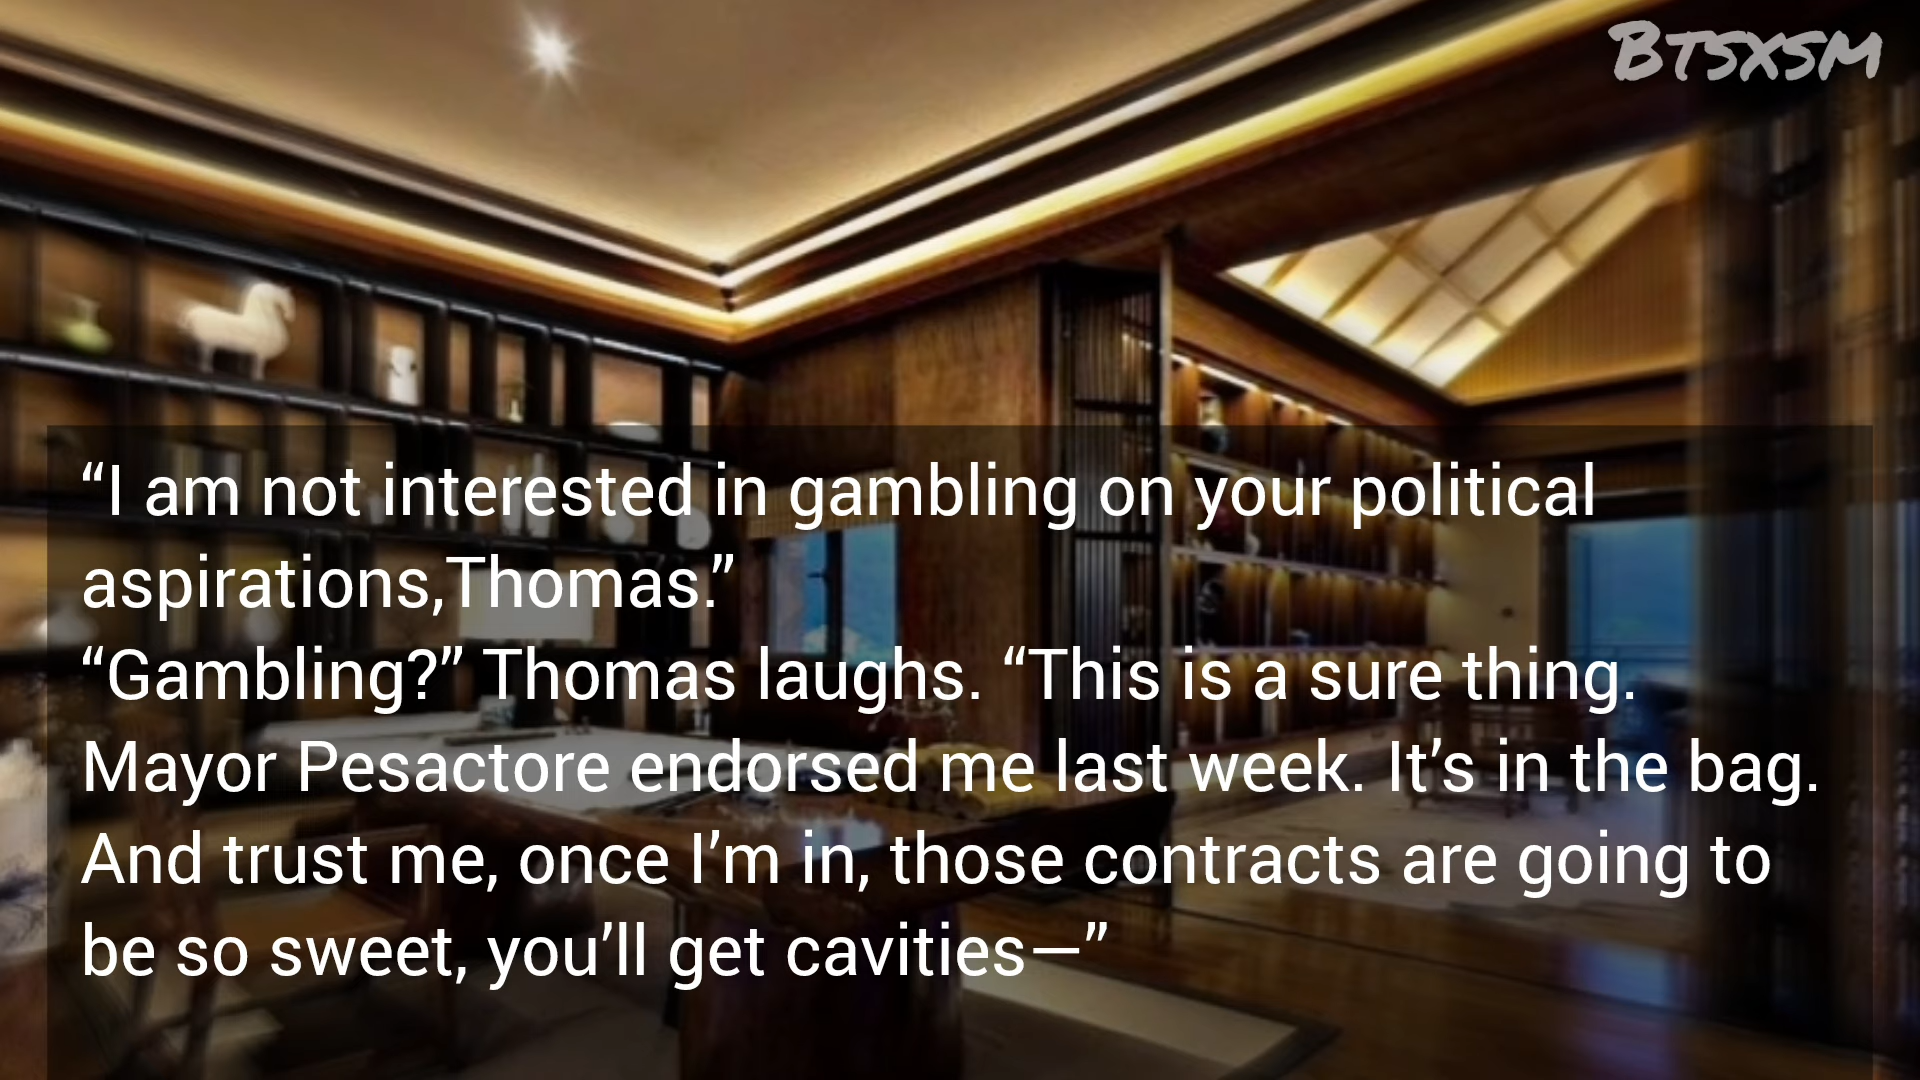 BTSXSM
“I am not interested in gambling on your political
aspirations,Thomas.”
“Gambling?” Thomas laughs. “This is a sure thing.
Mayor Pesactore endorsed me last week. It’s in the bag.
And trust me, once I’m in, those contracts are going to
be so sweet, you’ll get cavities—”